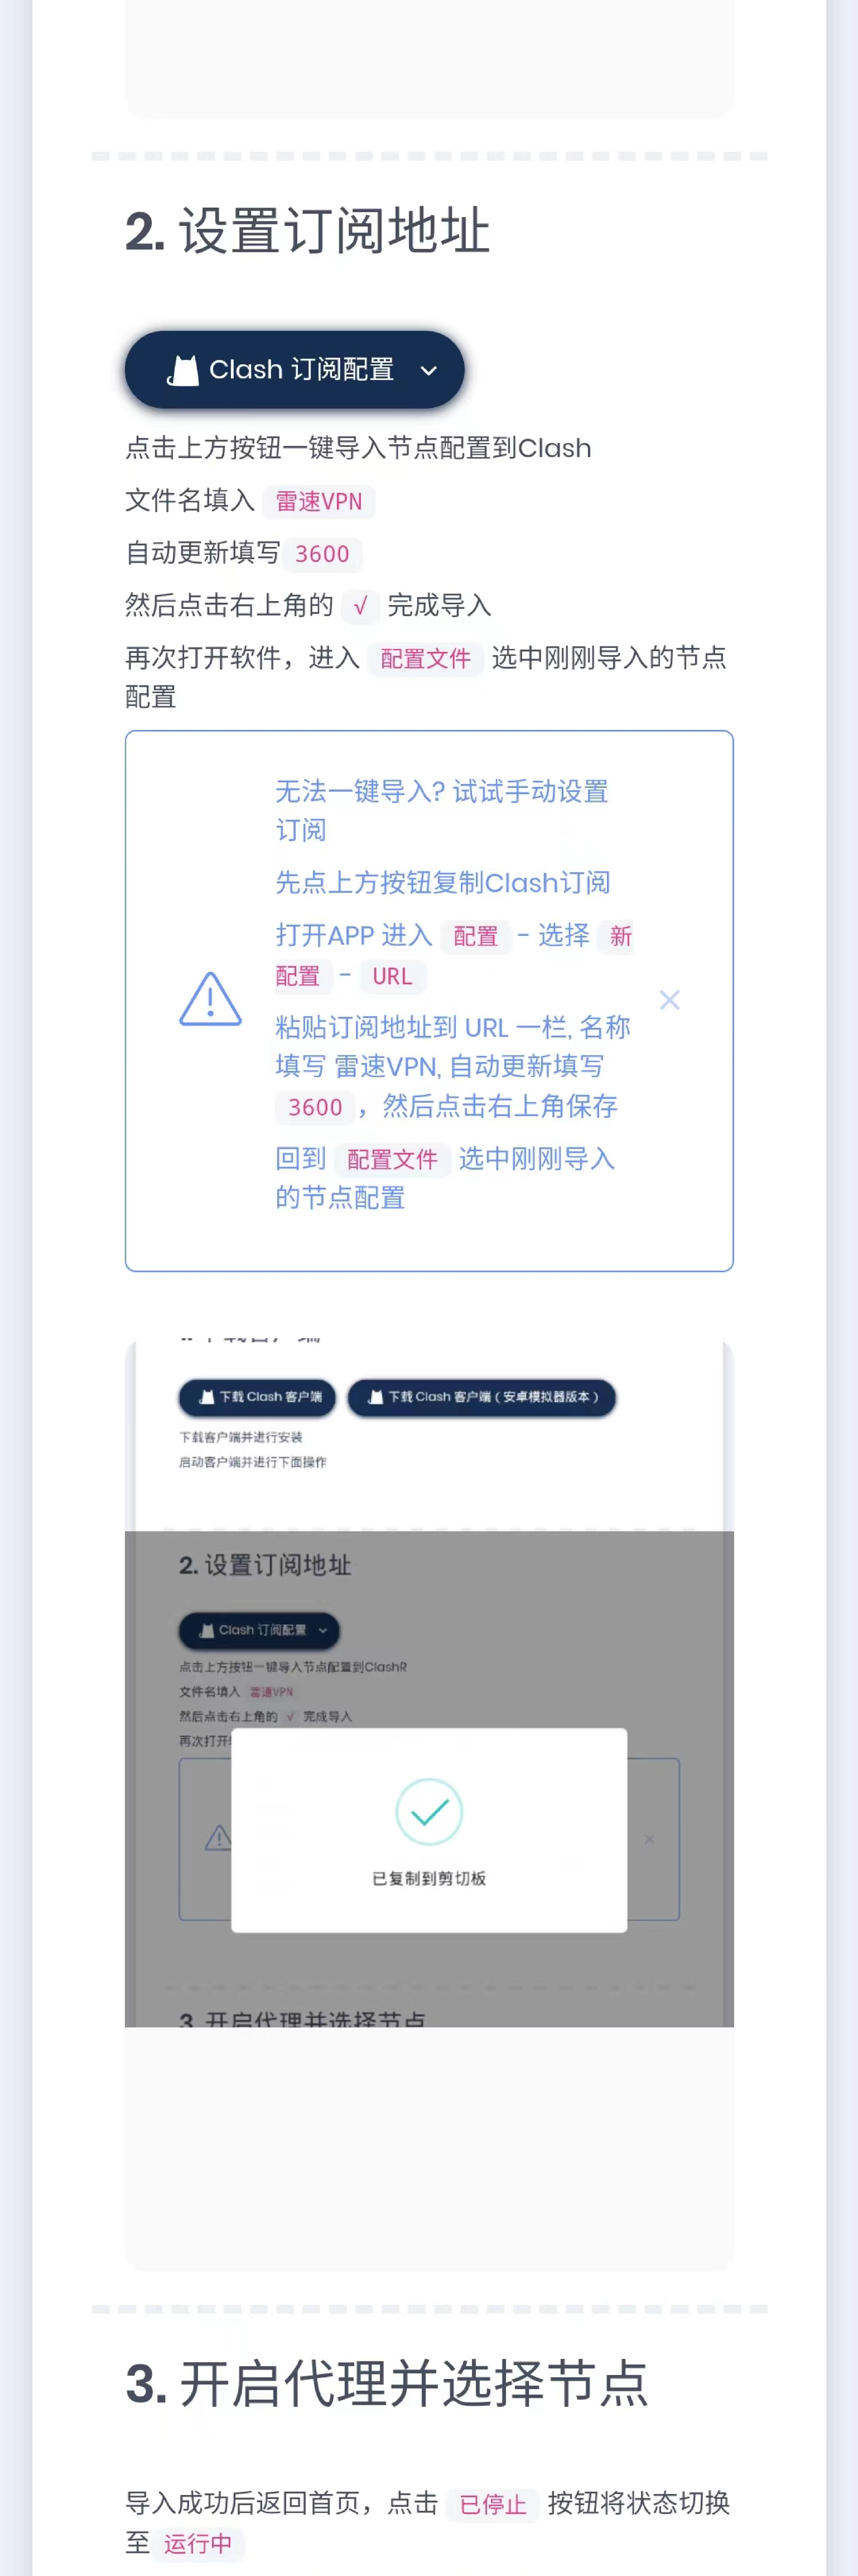 2. 设置订阅地址
Clash 订阅配置
点击上方按钮一键导入节点配置到Clash
文件名填入 雷速VPN
自动更新填写 3600
然后点击右上角的 √ 完成导入
再次打开软件，进入 配置文件 选中刚刚导入的节点
配置
无法一键导入? 试试手动设置
订阅
先点上方按钮复制Clash订阅
打开APP 进入 配置 - 选择 新
配置 - URL
粘贴订阅地址到 URL 一栏, 名称
填写 雷速VPN, 自动更新填写
3600 ，然后点击右上角保存
回到 配置文件 选中刚刚导入
的节点配置
下载 Clash 客户端 下载 Clash 客户端（安卓模拟器版本）
下载客户端并进行安装
启动客户端并进行下面操作
2. 设置订阅地址
Clash 订阅配置
点击上方按钮一键导入节点配置到ClashR
文件名填入 雷速VPN
然后点击右上角的 √ 完成导入
再次打开
已复制到剪切板
3. 开启代理并选择节点
3. 开启代理并选择节点
导入成功后返回首页，点击 已停止 按钮将状态切换
至 运行中